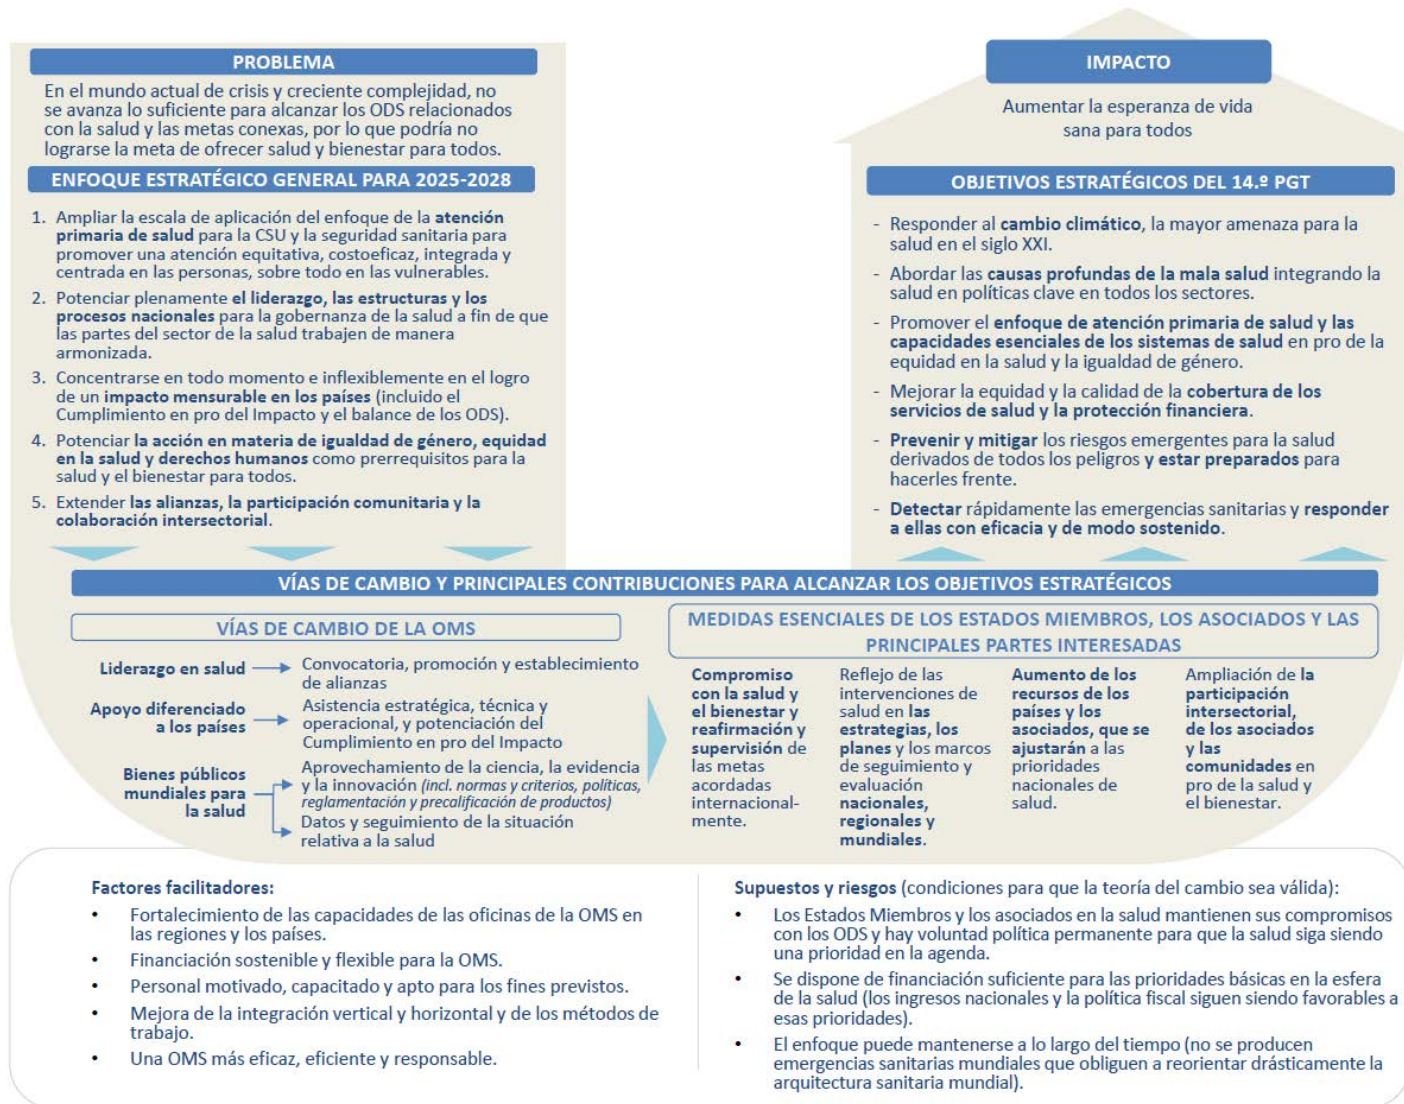 PROBLEMA
En el mundo actual de crisis y creciente complejidad, no
se avanza lo suficiente para alcanzar los ODS relacionados
con la salud y las metas conexas, por lo que podría no
lograrse la meta de ofrecer salud y bienestar para todos.
ENFOQUE ESTRATÉGICO GENERAL PARA 2025-2028
1. Ampliar la escala de aplicación del enfoque de la atención
primaria de salud para la CSU y la seguridad sanitaria para
promover una atención equitativa, costoeficaz, integrada y
centrada en las personas, sobre todo en las vulnerables.
2. Potenciar plenamente el liderazgo, las estructuras y los
procesos nacionales para la gobernanza de la salud a fin de que
las partes del sector de la salud trabajen de manera
armonizada.
3. Concentrarse en todo momento e inflexiblemente en el logro
de un impacto mensurable en los países (incluido el
Cumplimiento en pro del Impacto y el balance de los ODS).
4. Potenciar la acción en materia de igualdad de género, equidad
en la salud y derechos humanos como prerrequisitos para la
salud y el bienestar para todos.
5. Extender las alianzas, la participación comunitaria y la
colaboración intersectorial.
IMPACTO
Aumentar la esperanza de vida
sana para todos
OBJETIVOS ESTRATÉGICOS DEL 14.º PGT
- Responder al cambio climático, la mayor amenaza para la
salud en el siglo XXI.
- Abordar las causas profundas de la mala salud integrando la
salud en políticas clave en todos los sectores.
- Promover el enfoque de atención primaria de salud y las
capacidades esenciales de los sistemas de salud en pro de la
equidad en la salud y la igualdad de género.
- Mejorar la equidad y la calidad de la cobertura de los
servicios de salud y la protección financiera.
- Prevenir y mitigar los riesgos emergentes para la salud
derivados de todos los peligros y estar preparados para
hacerles frente.
- Detectar rápidamente las emergencias sanitarias y responder
a ellas con eficacia y de modo sostenido.
VÍAS DE CAMBIO Y PRINCIPALES CONTRIBUCIONES PARA ALCANZAR LOS OBJETIVOS ESTRATÉGICOS
VÍAS DE CAMBIO DE LA OMS
Liderazgo en salud
Convocatoria, promoción y establecimiento
de alianzas
Apoyo diferenciado
a los países
Asistencia estratégica, técnica y
operacional, y potenciación del
Cumplimiento en pro del Impacto
Bienes públicos
mundiales para
la salud
Aprovechamiento de la ciencia, la evidencia
y la innovación (incl. normas y criterios, políticas,
reglamentación y precalificación de productos)
Datos y seguimiento de la situación
relativa a la salud
MEDIDAS ESENCIALES DE LOS ESTADOS MIEMBROS, LOS ASOCIADOS Y LAS
PRINCIPALES PARTES INTERESADAS
Compromiso
con la salud y
el bienestar y
reafirmación y
supervisión de
las metas
acordadas
internacional-
mente.
Reflejo de las
intervenciones de
salud en las
estrategias, los
planes y los marcos
de seguimiento y
evaluación
nacionales,
regionales y
mundiales.
Aumento de los
recursos de los
países y los
asociados, que se
ajustarán a las
prioridades
nacionales de
salud.
Ampliación de la
participación
intersectorial,
de los asociados
y las
comunidades en
pro de la salud y
el bienestar.
Factores facilitadores:
• Fortalecimiento de las capacidades de las oficinas de la OMS en
las regiones y los países.
• Financiación sostenible y flexible para la OMS.
• Personal motivado, capacitado y apto para los fines previstos.
• Mejora de la integración vertical y horizontal y de los métodos de
trabajo.
• Una OMS más eficaz, eficiente y responsable.
Supuestos y riesgos (condiciones para que la teoría del cambio sea válida):
• Los Estados Miembros y los asociados en la salud mantienen sus compromisos
con los ODS y hay voluntad política permanente para que la salud siga siendo
una prioridad en la agenda.
• Se dispone de financiación suficiente para las prioridades básicas en la esfera
de la salud (los ingresos nacionales y la política fiscal siguen siendo favorables a
esas prioridades).
• El enfoque puede mantenerse a lo largo del tiempo (no se producen
emergencias sanitarias mundiales que obliguen a reorientar drásticamente la
arquitectura sanitaria mundial).